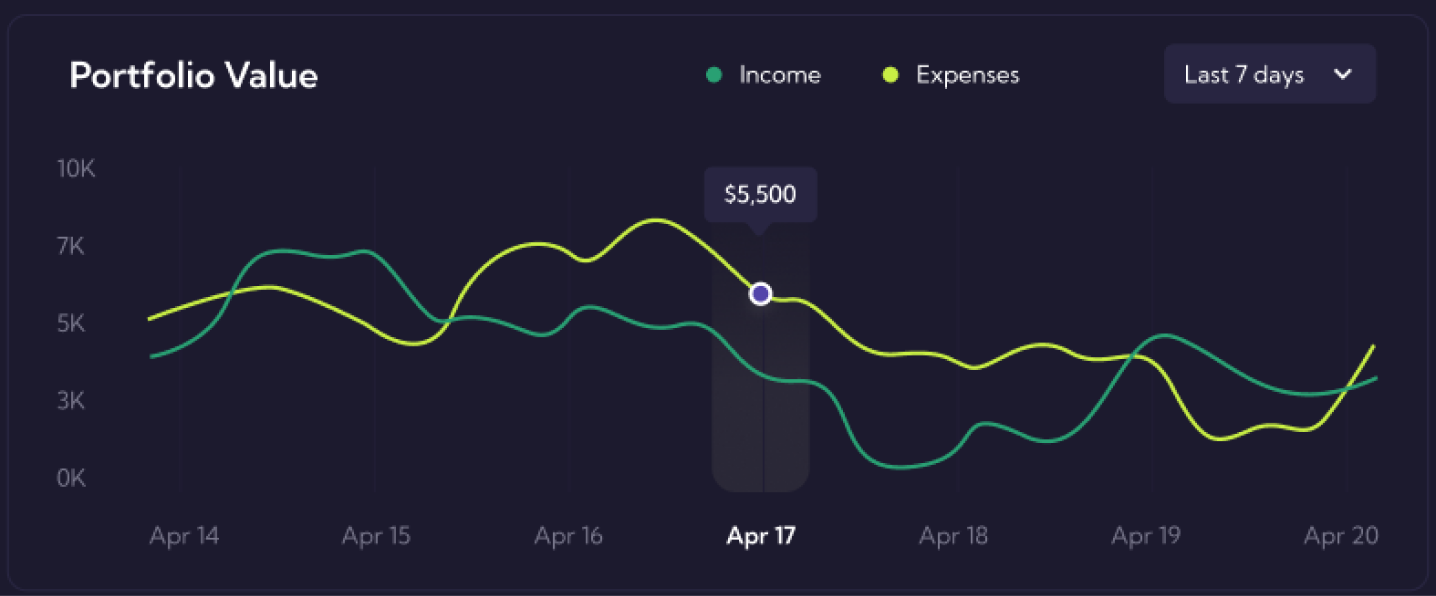 Portfolio Value
Income
Expenses
Last 7 days
10K
7K
5K
3K
0K
$5,500
Apr 14
Apr 15
Apr 16
Apr 17
Apr 18
Apr 19
Apr 20